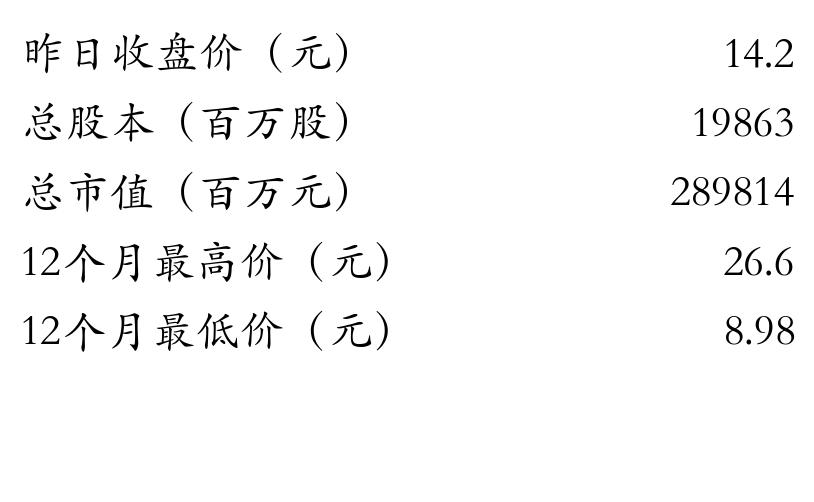 昨日收盘价（元） 14.2
总股本（百万股） 19863
总市值（百万元） 289814
12个月最高价（元） 26.6
12个月最低价（元） 8.98